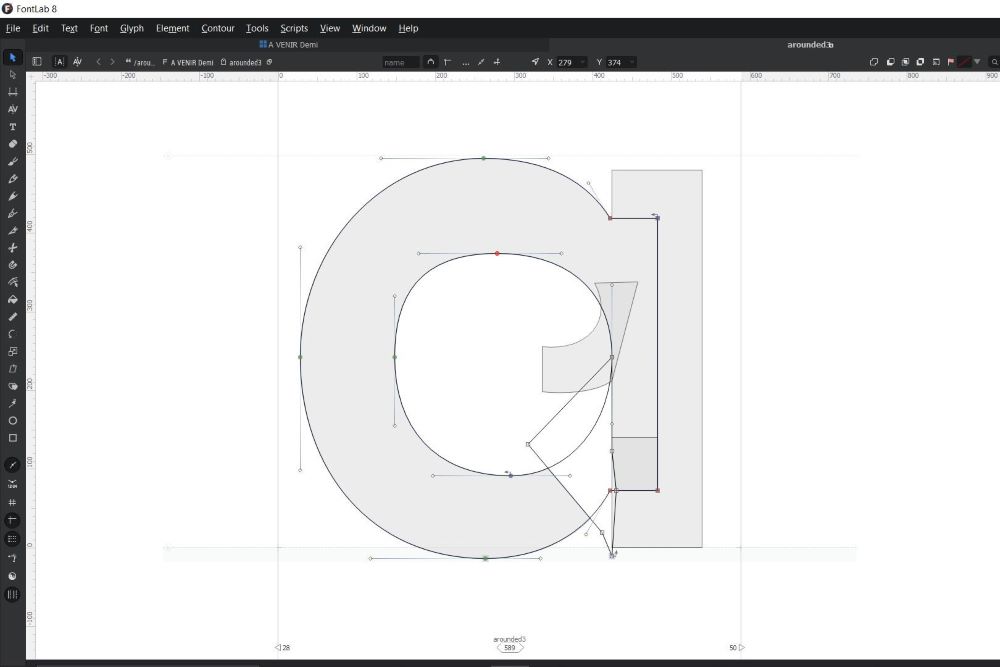 FontLab 8
File Edit Text Font Glyph Element Contour Tools Scripts View Window Help
A VENIR Demi arounded3
/arou... A VENIR Demi arounded3 name ... X 279 Y 374
-300 -200 -100 0 100 200 300 400 500 600 700 800 900
500
400
300
200
100
0
-100
arounded3
28 589 50